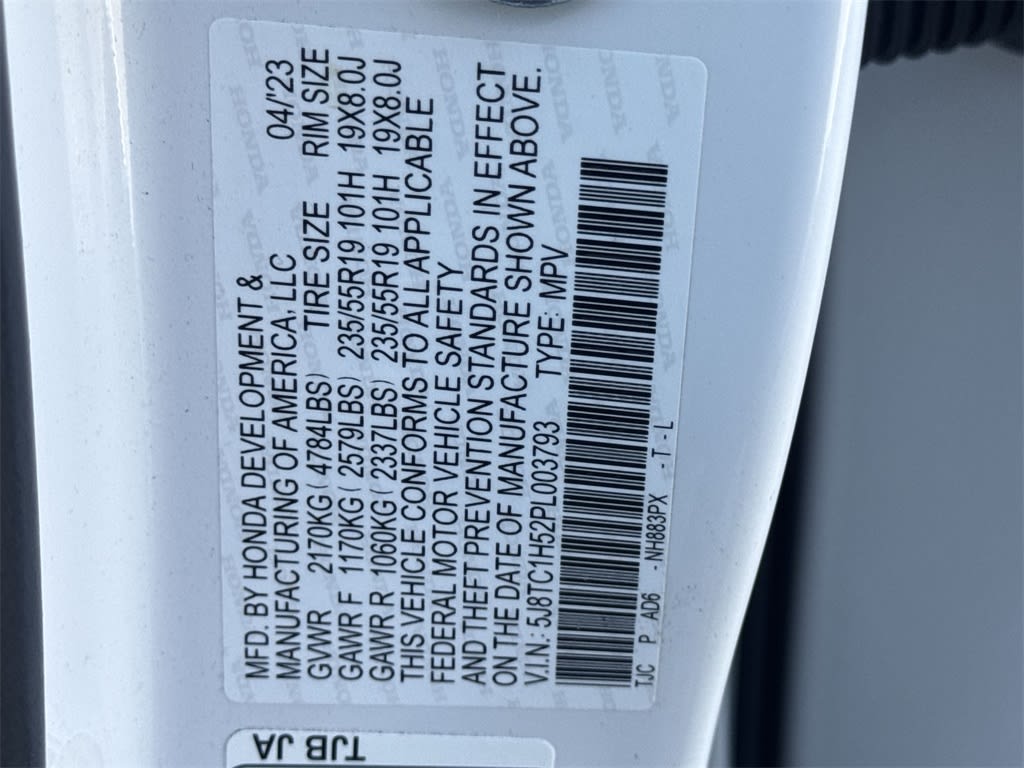 MFD. BY HONDA DEVELOPMENT &
MANUFACTURING OF AMERICA, LLC 04/'23
GVWR 2170KG ( 4784LBS) TIRE SIZE RIM SIZE
GAWR F 1170KG ( 2579LBS) 235/55R19 101H 19X8.0J
GAWR R 1060KG ( 2337LBS) 235/55R19 101H 19X8.0J
THIS VEHICLE CONFORMS TO ALL APPLICABLE
FEDERAL MOTOR VEHICLE SAFETY
AND THEFT PREVENTION STANDARDS IN EFFECT
ON THE DATE OF MANUFACTURE SHOWN ABOVE.
V.I.N.: 5J8TC1H52PL003793 TYPE: MPV
TJC P AD6 -NH883PX -T-L
TJB JA